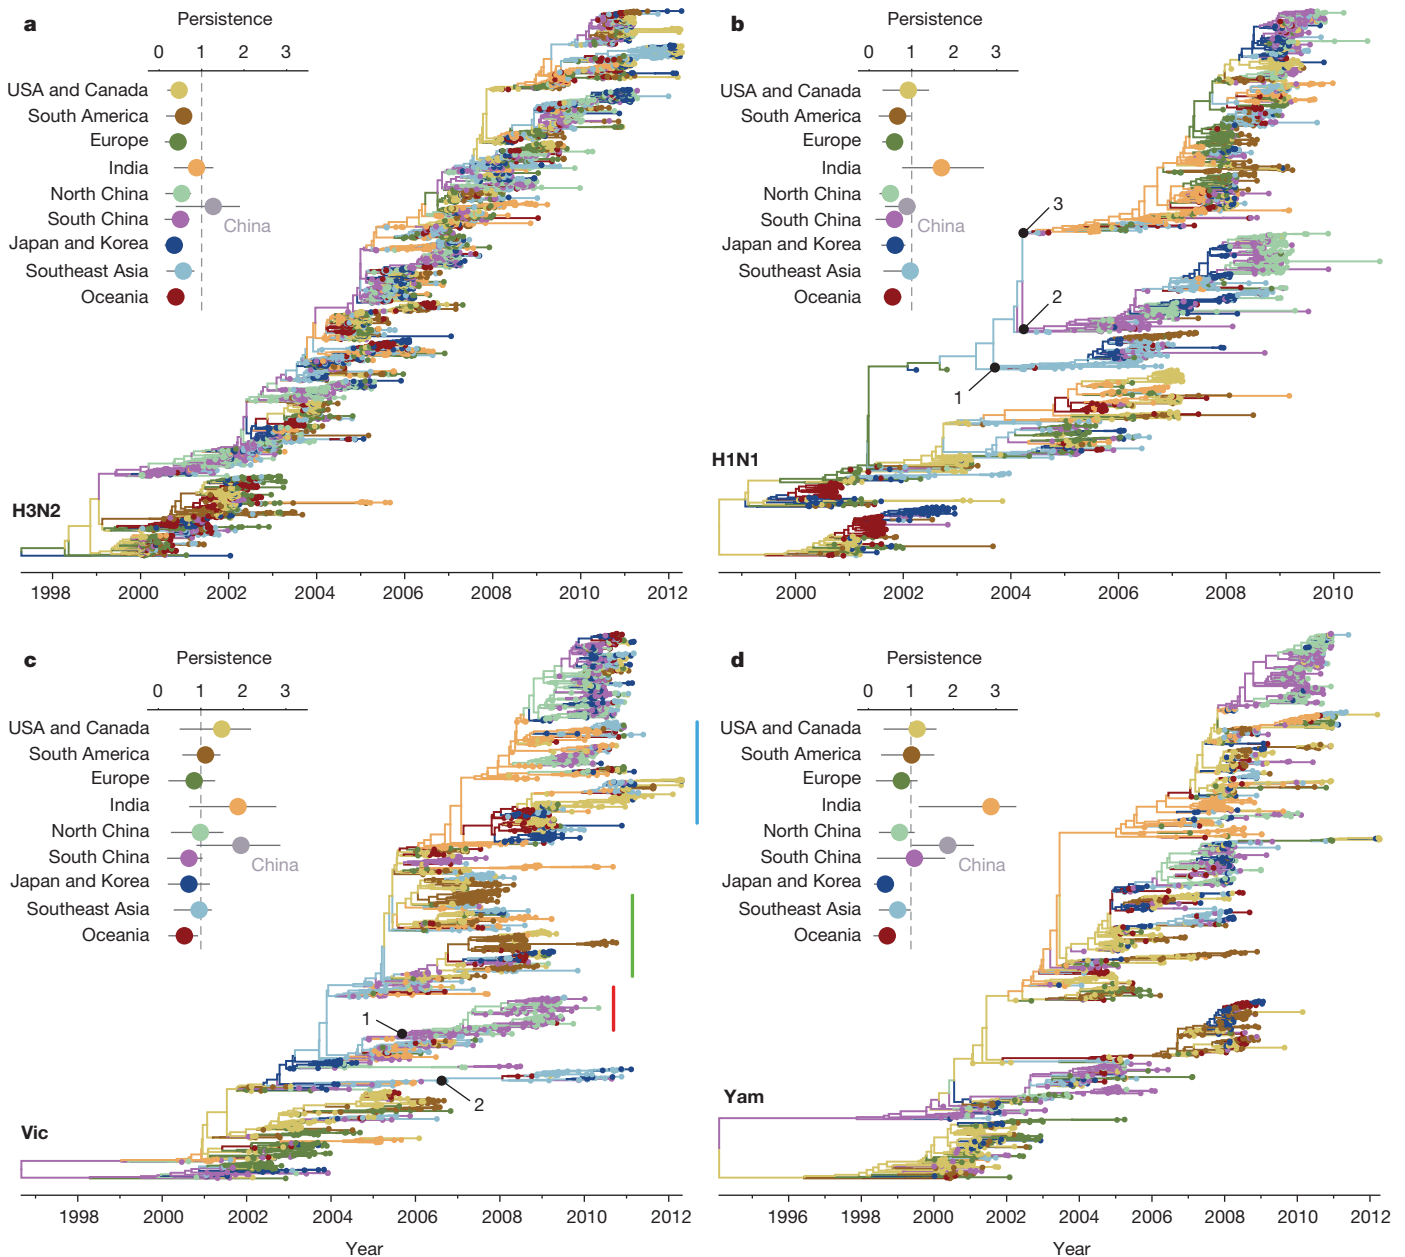 a
Persistence
0 1 2 3
USA and Canada
South America
Europe
India
North China
China
South China
Japan and Korea
Southeast Asia
Oceania
H3N2
1998 2000 2002 2004 2006 2008 2010 2012
b
Persistence
0 1 2 3
USA and Canada
South America
Europe
India
North China
China
South China
Japan and Korea
Southeast Asia
Oceania
3
2
1
H1N1
2000 2002 2004 2006 2008 2010
c
Persistence
0 1 2 3
USA and Canada
South America
Europe
India
North China
South China
China
Japan and Korea
Southeast Asia
Oceania
1
2
Vic
1998 2000 2002 2004 2006 2008 2010 2012
Year
d
Persistence
0 1 2 3
USA and Canada
South America
Europe
India
North China
South China
China
Japan and Korea
Southeast Asia
Oceania
Yam
1996 1998 2000 2002 2004 2006 2008 2010 2012
Year